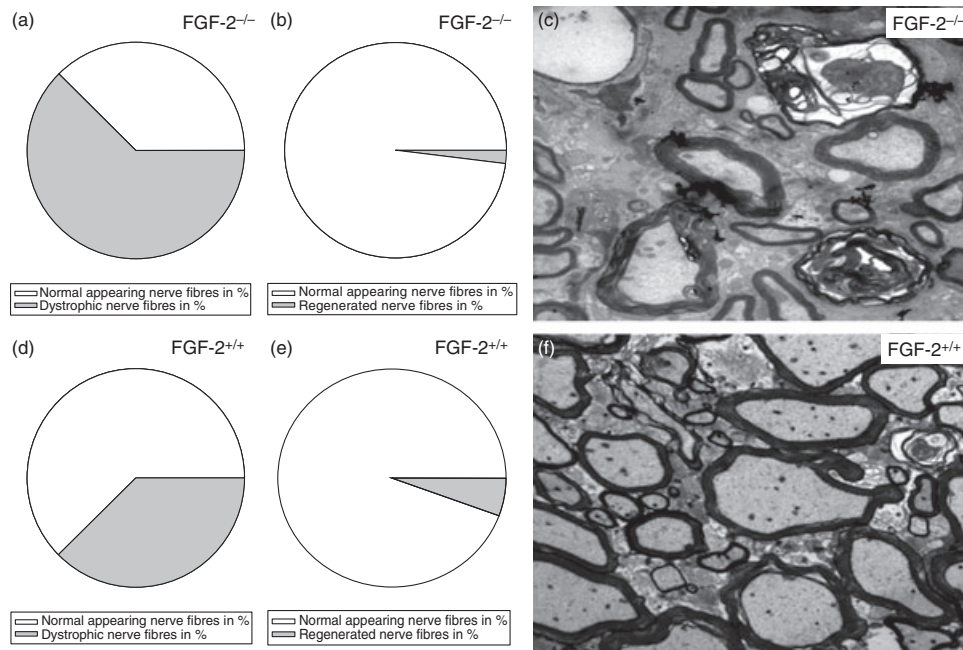 (a) FGF-2–/–
(b) FGF-2–/–
(c) FGF-2–/–
Normal appearing nerve fibres in %
Dystrophic nerve fibres in %
Normal appearing nerve fibres in %
Regenerated nerve fibres in %
(d) FGF-2+/+
(e) FGF-2+/+
(f) FGF-2+/+
Normal appearing nerve fibres in %
Dystrophic nerve fibres in %
Normal appearing nerve fibres in %
Regenerated nerve fibres in %